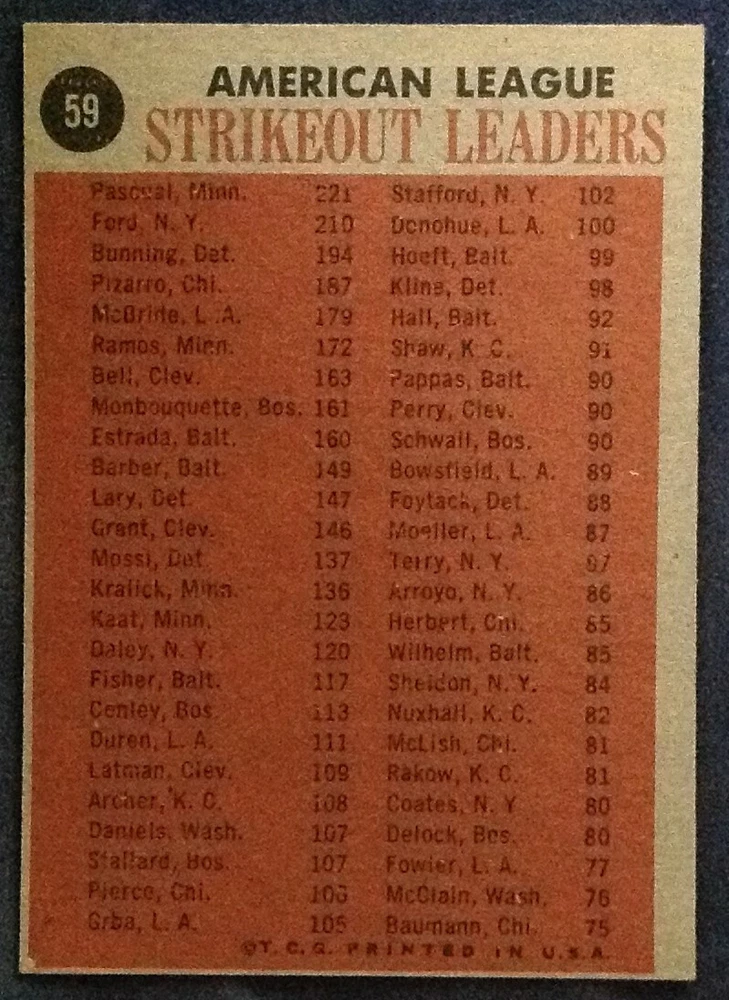 59
AMERICAN LEAGUE
STRIKEOUT LEADERS
Pascual, Minn. 221
Ford, N. Y. 210
Bunning, Det. 194
Pizarro, Chi. 187
McBride, L. A. 179
Ramos, Minn. 172
Bell, Clev. 163
Monbouquette, Bos. 161
Estrada, Balt. 160
Barber, Balt. 149
Lary, Det. 147
Grant, Clev. 146
Mossi, Det. 137
Kralick, Minn. 136
Kaat, Minn. 123
Daley, N. Y. 120
Fisher, Balt. 117
Conley, Bos. 113
Duren, L. A. 111
Latman, Clev. 109
Archer, K. C. 108
Daniels, Wash. 107
Stallard, Bos. 107
Pierce, Chi. 106
Grba, L. A. 105
Stafford, N. Y. 102
Donohue, L. A. 100
Hoeft, Balt. 99
Kline, Det. 98
Hall, Balt. 92
Shaw, K. C. 91
Pappas, Balt. 90
Perry, Clev. 90
Schwall, Bos. 90
Bowsfield, L. A. 89
Foytack, Det. 88
Moeller, L. A. 87
Terry, N. Y. 87
Arroyo, N. Y. 86
Herbert, Chi. 85
Wilhelm, Balt. 85
Sheldon, N. Y. 84
Nuxhall, K. C. 82
McLish, Chi. 81
Rakow, K. C. 81
Coates, N. Y. 80
Delock, Bos. 80
Fowler, L. A. 77
McClain, Wash. 76
Baumann, Chi. 75
©T. C. G. PRINTED IN U.S.A.